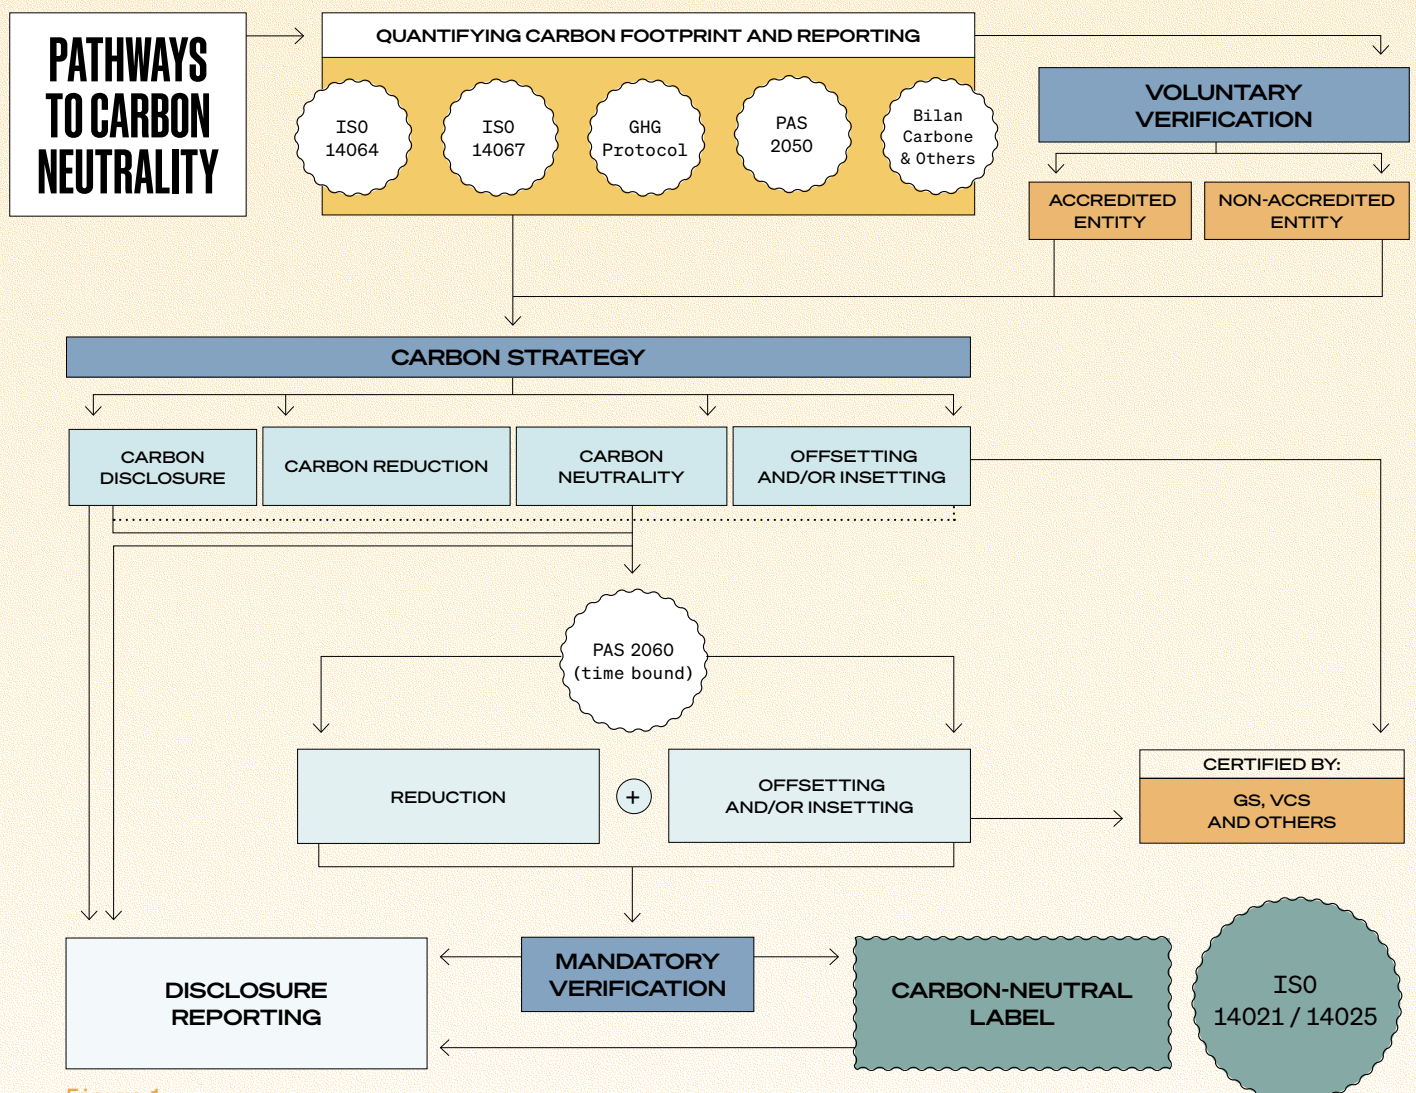 PATHWAYS
TO CARBON
NEUTRALITY
QUANTIFYING CARBON FOOTPRINT AND REPORTING
ISO
14064
ISO
14067
GHG
Protocol
PAS
2050
Bilan
Carbone
& Others
VOLUNTARY
VERIFICATION
ACCREDITED
ENTITY
NON-ACCREDITED
ENTITY
CARBON STRATEGY
CARBON
DISCLOSURE
CARBON REDUCTION
CARBON
NEUTRALITY
OFFSETTING
AND/OR INSETTING
PAS 2060
(time bound)
REDUCTION
+
OFFSETTING
AND/OR INSETTING
CERTIFIED BY:
GS, VCS
AND OTHERS
DISCLOSURE
REPORTING
MANDATORY
VERIFICATION
CARBON-NEUTRAL
LABEL
ISO
14021 / 14025